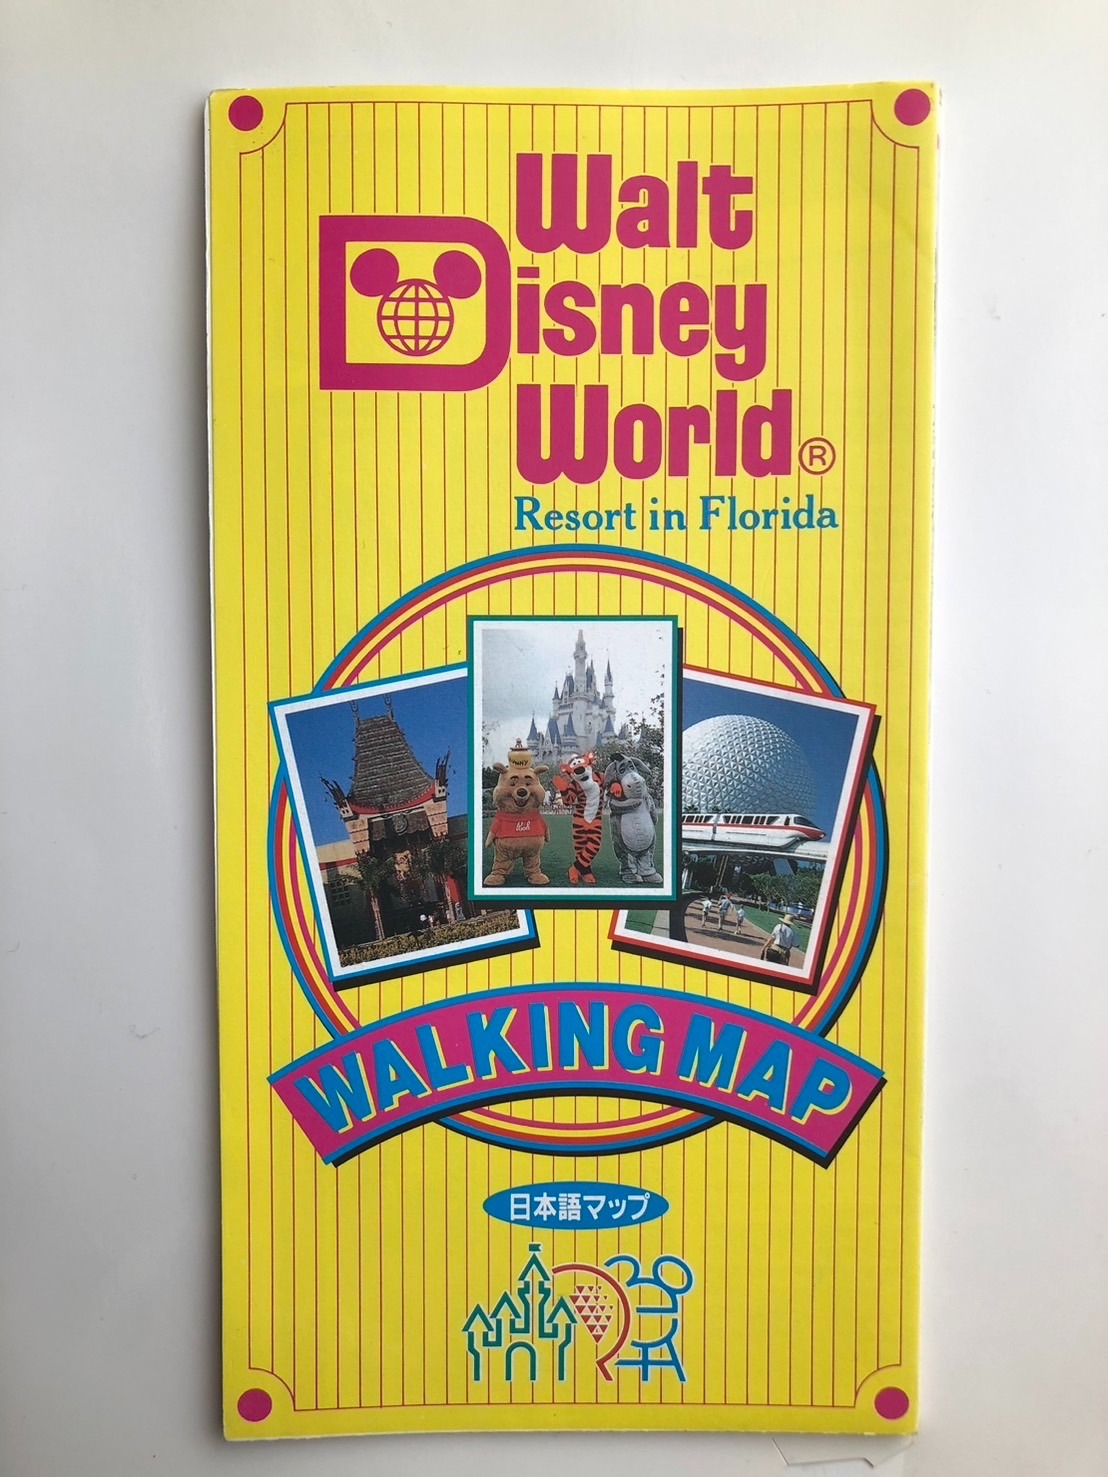 Walt
Disney
World®
Resort in Florida
WALKING MAP
日本語マップ